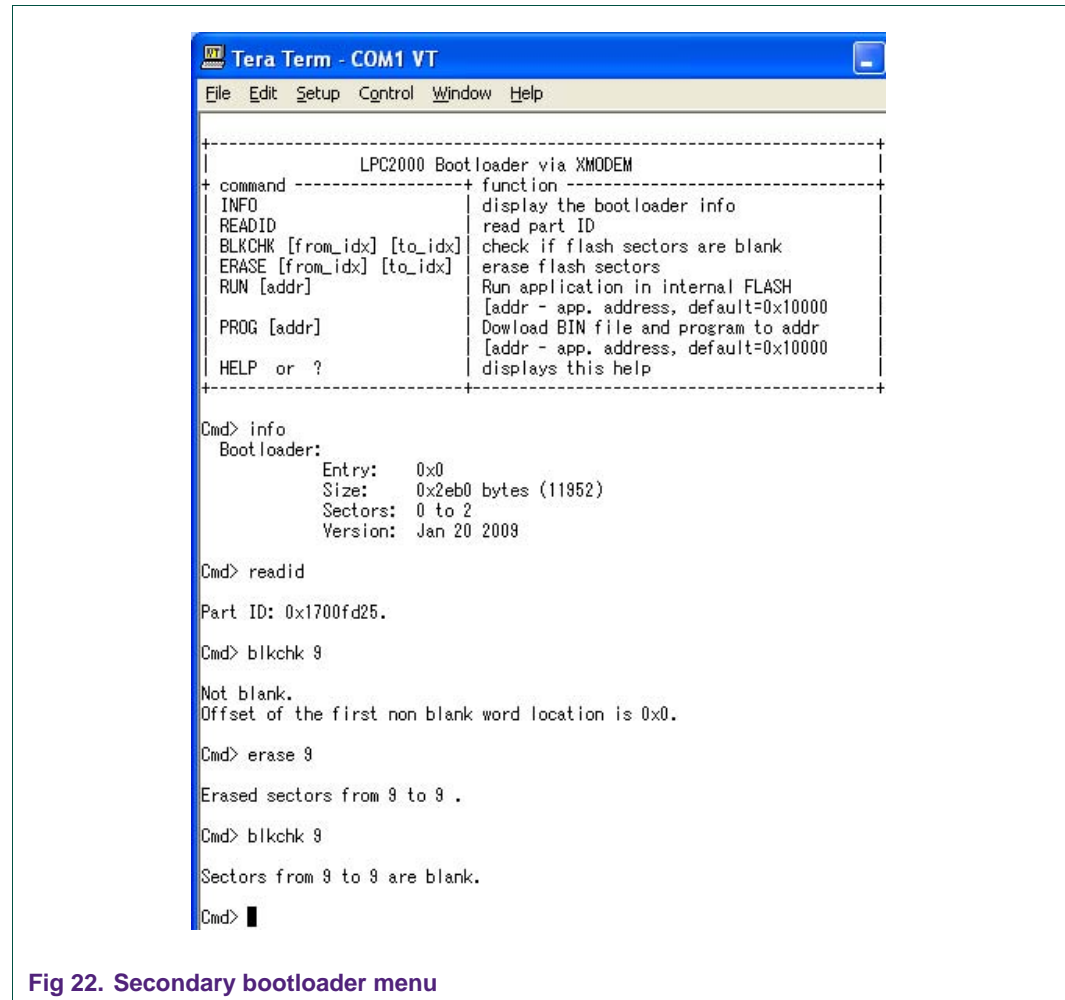 Tera Term - COM1 VT
File Edit Setup Control Window Help
+--------------------------------------------------------------------------+
| LPC2000 Bootloader via XMODEM |
+ command -------------------+ function ---------------------------------+
| INFO | display the bootloader info |
| READID | read part ID |
| BLKCHK [from_idx] [to_idx]| check if flash sectors are blank |
| ERASE [from_idx] [to_idx] | erase flash sectors |
| RUN [addr] | Run application in internal FLASH |
| | [addr - app. address, default=0x10000 |
| PROG [addr] | Dowload BIN file and program to addr |
| | [addr - app. address, default=0x10000 |
| HELP or ? | displays this help |
+----------------------------+---------------------------------------------+
Cmd> info
Bootloader:
Entry: 0x0
Size: 0x2eb0 bytes (11952)
Sectors: 0 to 2
Version: Jan 20 2009
Cmd> readid
Part ID: 0x1700fd25.
Cmd> blkchk 9
Not blank.
Offset of the first non blank word location is 0x0.
Cmd> erase 9
Erased sectors from 9 to 9 .
Cmd> blkchk 9
Sectors from 9 to 9 are blank.
Cmd>
Fig 22. Secondary bootloader menu